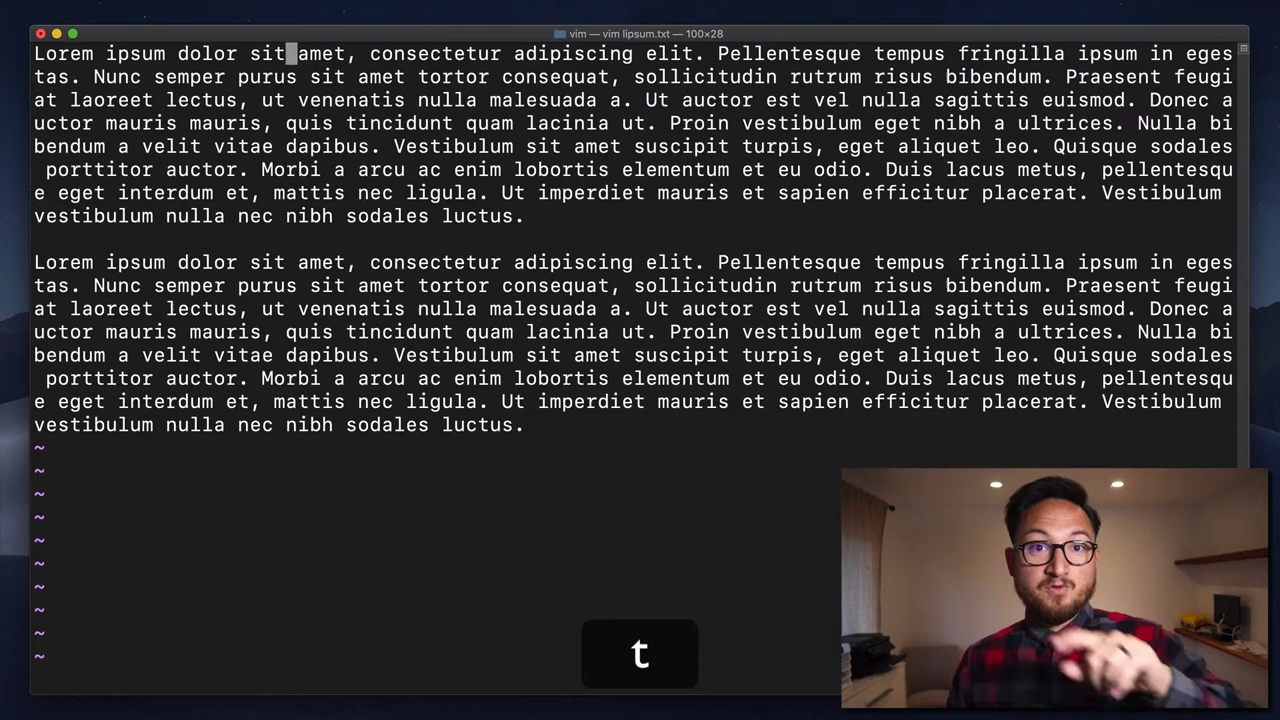 vim — vim lipsum.txt — 100×28
Lorem ipsum dolor sit amet, consectetur adipiscing elit. Pellentesque tempus fringilla ipsum in eges
tas. Nunc semper purus sit amet tortor consequat, sollicitudin rutrum risus bibendum. Praesent feugi
at laoreet lectus, ut venenatis nulla malesuada a. Ut auctor est vel nulla sagittis euismod. Donec a
uctor mauris mauris, quis tincidunt quam lacinia ut. Proin vestibulum eget nibh a ultrices. Nulla bi
bendum a velit vitae dapibus. Vestibulum sit amet suscipit turpis, eget aliquet leo. Quisque sodales
 porttitor auctor. Morbi a arcu ac enim lobortis elementum et eu odio. Duis lacus metus, pellentesqu
e eget interdum et, mattis nec ligula. Ut imperdiet mauris et sapien efficitur placerat. Vestibulum
vestibulum nulla nec nibh sodales luctus.

Lorem ipsum dolor sit amet, consectetur adipiscing elit. Pellentesque tempus fringilla ipsum in eges
tas. Nunc semper purus sit amet tortor consequat, sollicitudin rutrum risus bibendum. Praesent feugi
at laoreet lectus, ut venenatis nulla malesuada a. Ut auctor est vel nulla sagittis euismod. Donec a
uctor mauris mauris, quis tincidunt quam lacinia ut. Proin vestibulum eget nibh a ultrices. Nulla bi
bendum a velit vitae dapibus. Vestibulum sit amet suscipit turpis, eget aliquet leo. Quisque sodales
 porttitor auctor. Morbi a arcu ac enim lobortis elementum et eu odio. Duis lacus metus, pellentesqu
e eget interdum et, mattis nec ligula. Ut imperdiet mauris et sapien efficitur placerat. Vestibulum
vestibulum nulla nec nibh sodales luctus.
~
~
~
~
~
~
~
~
~
~
t